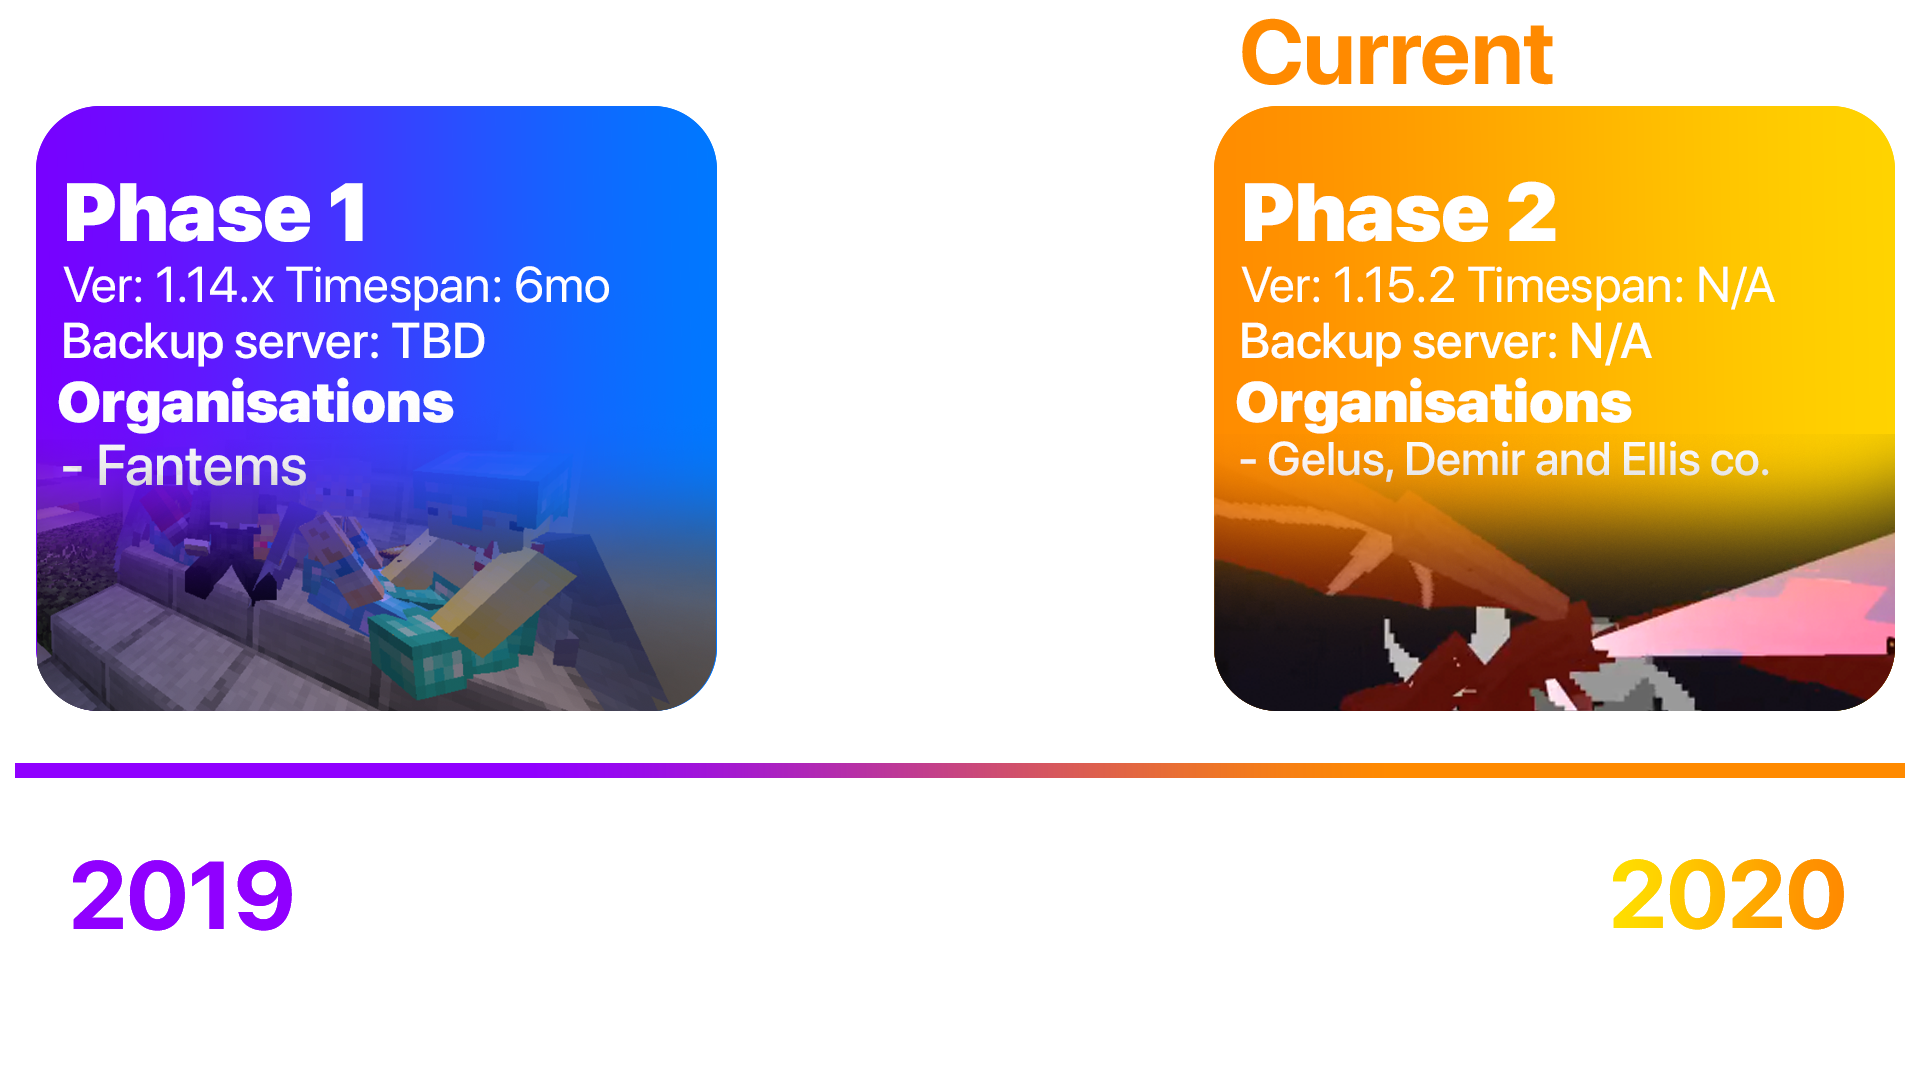 Current
Phase 1
Ver: 1.14.x Timespan: 6mo
Backup server: TBD
Organisations
- Fantems
Phase 2
Ver: 1.15.2 Timespan: N/A
Backup server: N/A
Organisations
- Gelus, Demir and Ellis co.
2019
2020